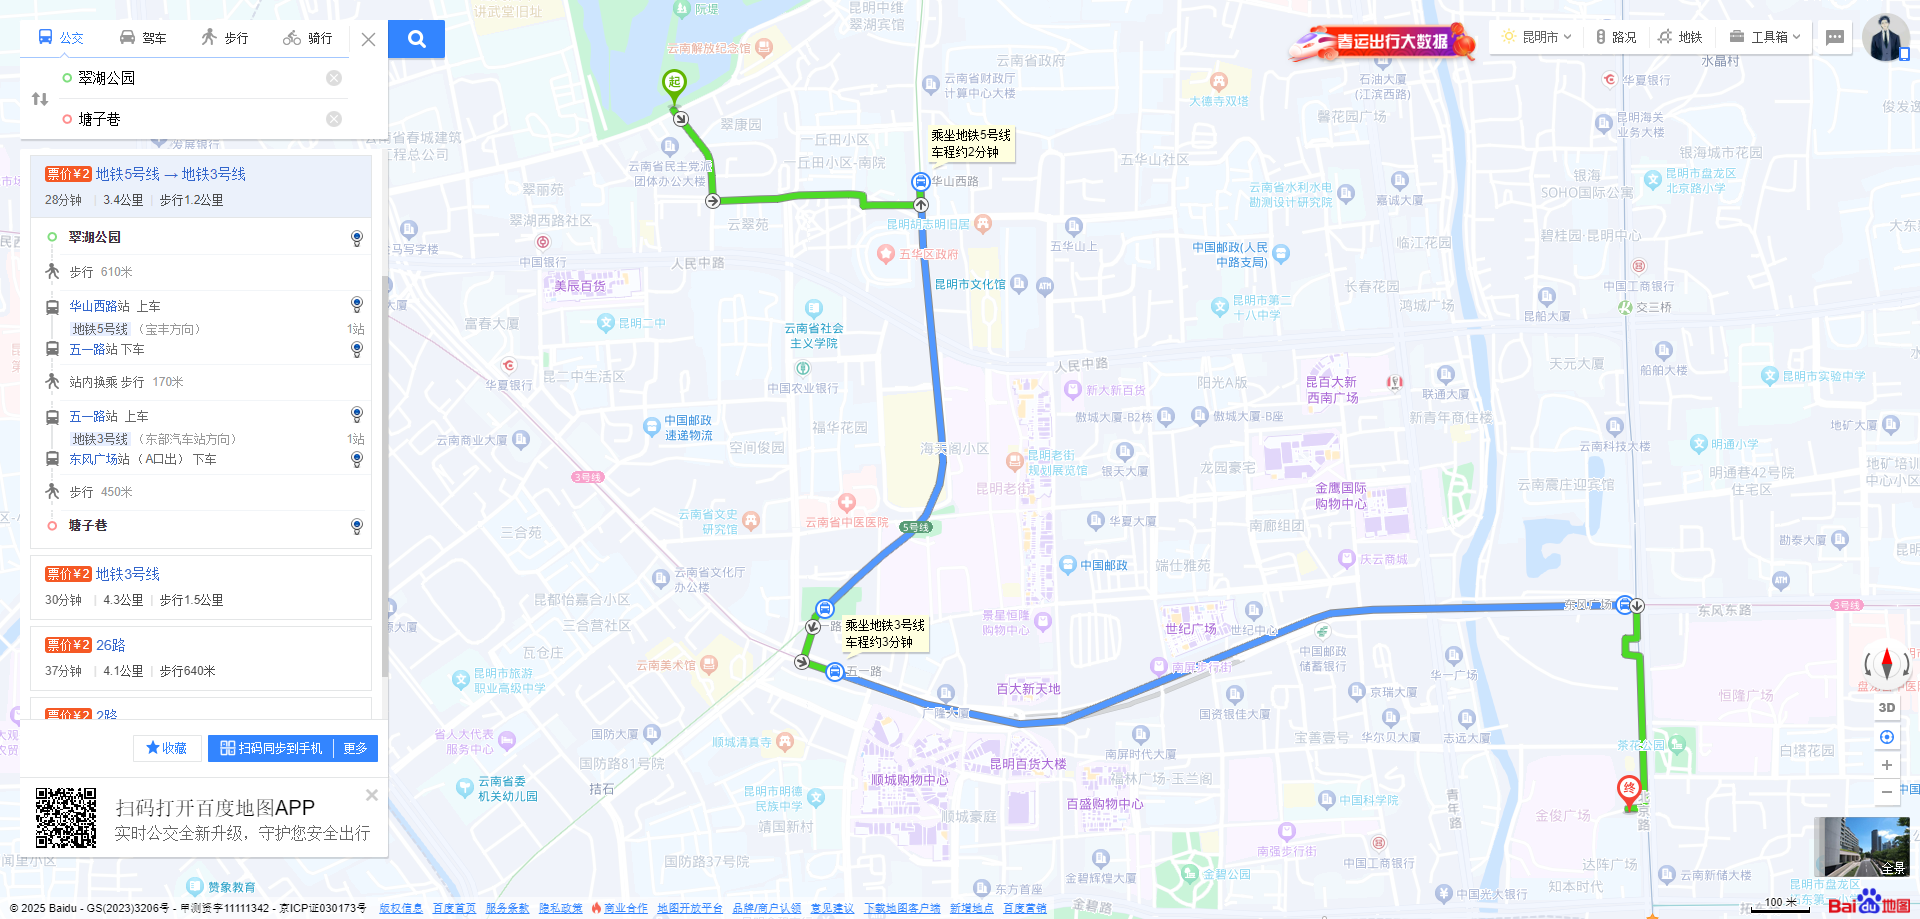 公交
驾车
步行
骑行
翠湖公园
塘子巷
票价¥2 地铁5号线 → 地铁3号线
28分钟 | 3.4公里 | 步行1.2公里
翠湖公园
步行 610米
华山西路站 上车
地铁5号线 （宝丰方向） 1站
五一路站 下车
站内换乘 步行 170米
五一路站 上车
地铁3号线 （东部汽车站方向） 1站
东风广场站 （A口出） 下车
步行 450米
塘子巷
票价¥2 地铁3号线
30分钟 | 4.3公里 | 步行1.5公里
票价¥2 26路
37分钟 | 4.1公里 | 步行640米
票价¥2 2路
收藏
扫码同步到手机 | 更多
扫码打开百度地图APP
实时公交全新升级，守护您安全出行
春运出行大数据
昆明市
路况
地铁
工具箱
讲武堂旧址
阮堤
昆明中维
翠湖宾馆
云南解放纪念馆
起
云南省财政厅
计算中心大楼
云南省政府
大德寺双塔
石油大厦
(江滨西路)
馨花园广场
水晶村
华夏银行
昆明海关
业务大楼
银海城市花园
翠康园
一丘田小区
一丘田小区-南院
云南省民主党派
团体办公大楼
乘坐地铁5号线
车程约2分钟
华山西路
五华山社区
云南省水利水电
勘测设计研究院
嘉诚大厦
银海
SOHO国际公寓
昆明市盘龙区
北京路小学
翠丽苑
翠湖西路社区
云翠苑
昆明胡志明旧居
五华区政府
五华山上
中国邮政(人民
中路支局)
临江花园
碧桂园·昆明中心
中国银行
人民中路
美辰百货
昆明市文化馆
ATM
昆明市第二
十八中学
长春花园
鸿城广场
昆船大厦
中国工商银行
交三桥
富春大厦
昆明二中
云南省社会
主义学院
人民中路
天元大厦
船舶大楼
昆明市实验中学
华夏银行
昆二中生活区
中国农业银行
新大新百货
阳光A版
昆百大新
西南广场
联通大厦
傲城大厦-B2栋
傲城大厦-B座
新青年商住楼
云南商业大厦
中国邮政
速递物流
空间俊园
福华花园
海天阁小区
昆明老街
规划展览馆
银天大厦
龙园豪宅
云南科技大楼
明通小学
地矿大厦
明通巷42号院
住宅区
3号线
昆明老街
金鹰国际
购物中心
云南震庄迎宾馆
三合苑
云南省文史
研究馆
云南省中医医院
5号线
华夏大厦
南廊组团
勘泰大厦
云南省文化厅
办公楼
中国邮政
端仕雅苑
庆云商城
ATM
昆都怡嘉合小区
三合营社区
景星恒隆
购物中心
世纪广场
世纪中心
东风广场
东风东路
3号线
乘坐地铁3号线
车程约3分钟
五一路
瓦仓庄
云南美术馆
昆明市旅游
职业高级中学
南屏步行街
中国邮政
储蓄银行
华一广场
百大新天地
广隆大厦
国资银佳大厦
京瑞大厦
恒隆广场
省人大代表
服务中心
国防大厦
顺城清真寺
国防路81号院
南屏时代大厦
宝善壹号
华尔贝大厦
志远大厦
茶花公园
白塔花园
云南省委
机关幼儿园
拮石
顺城购物中心
昆明百货大楼
福林广场-玉兰阁
昆明市明德
民族中学
靖国新村
顺城豪庭
百盛购物中心
中国科学院
青年路
终
北京路
金俊广场
国防路37号院
南强步行街
中国工商银行
达阵广场
知本时代
赞象教育
东方首座
金碧辉煌大厦
金碧公园
金碧路
中国光大银行
云南新储大厦
3D
全景
100 米
Baidu地图
© 2025 Baidu - GS(2023)3206号 - 甲测资字11111342 - 京ICP证030173号
版权信息 百度首页 服务条款 隐私政策 商业合作 地图开放平台 品牌/商户认领 意见建议 下载地图客户端 新增地点 百度营销